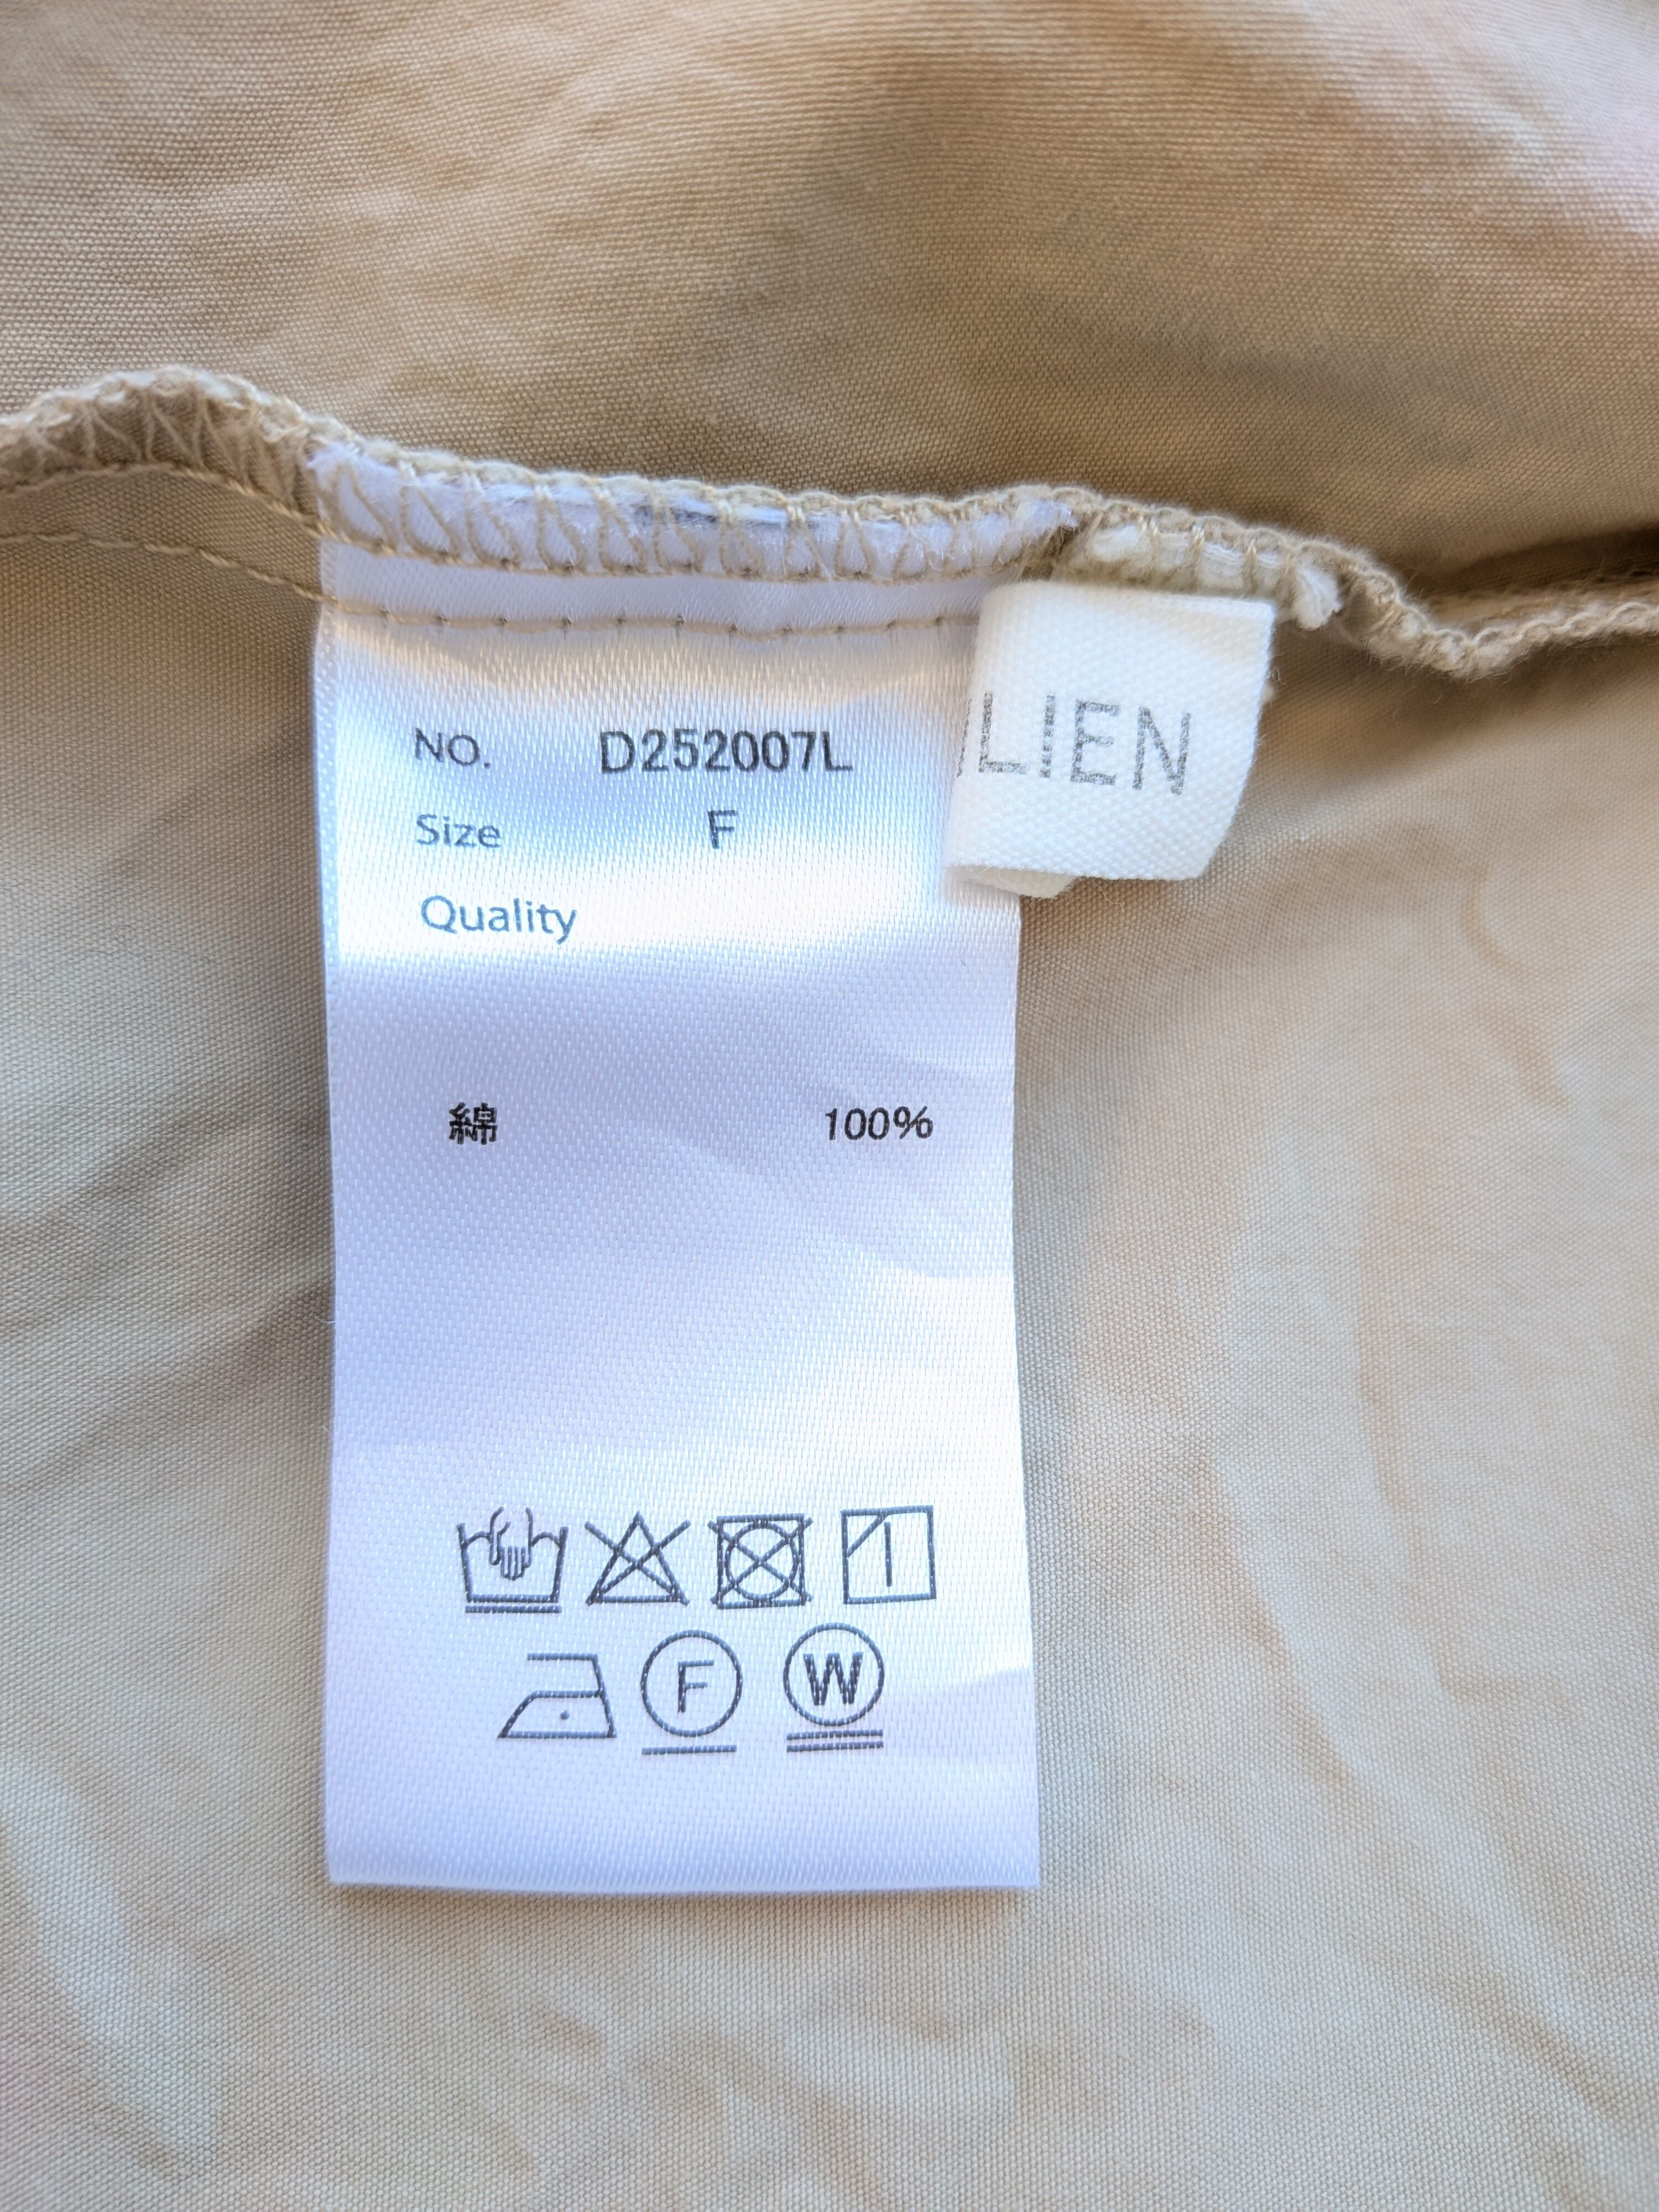 NO. D252007L
Size F
Quality
綿 100%
F W
LIEN